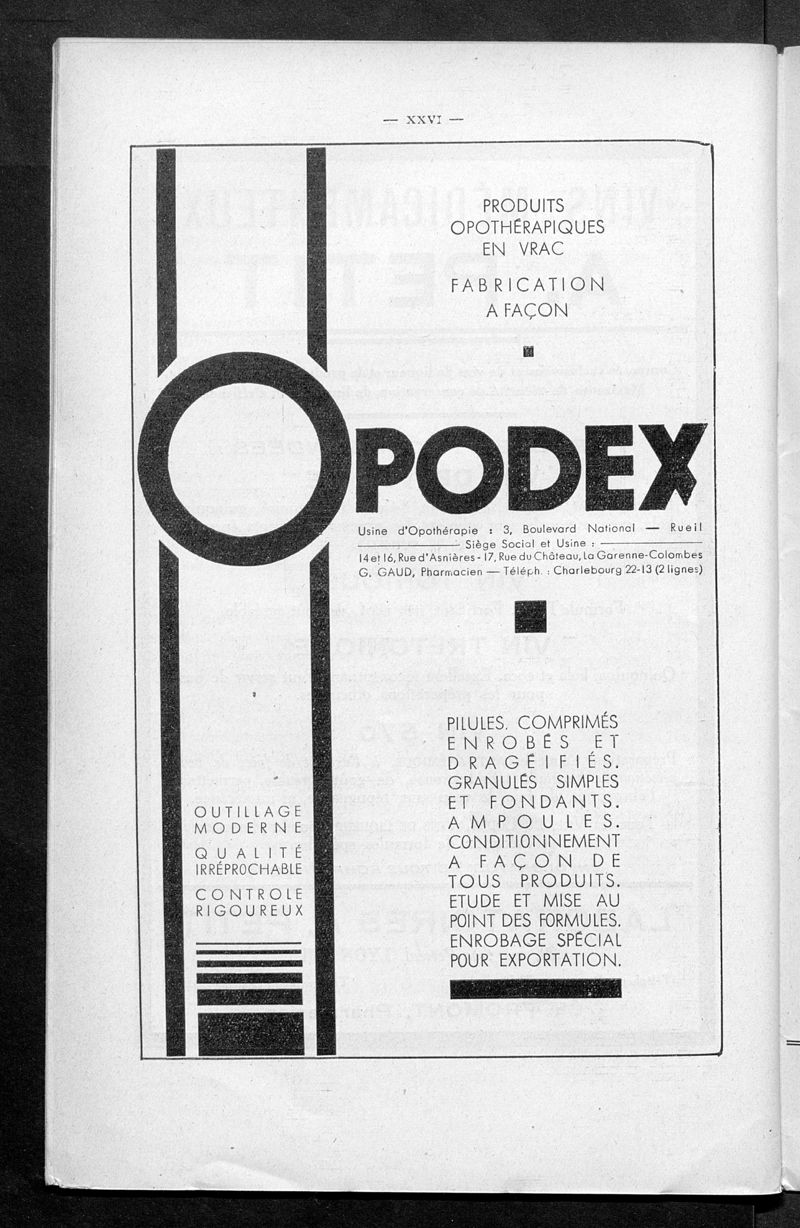 — XXVI —
PRODUITS
OPOTHÉRAPIQUES
EN VRAC
FABRICATION
A FAÇON
OPODEX
Usine d'Opothérapie : 3, Boulevard National — Rueil
Siège Social et Usine :
14 et 16, Rue d'Asnières - 17, Rue du Château, La Garenne-Colombes
G. GAUD, Pharmacien — Téléph. : Charlebourg 22-13 (2 lignes)
OUTILLAGE
MODERNE
QUALITÉ
IRRÉPROCHABLE
CONTROLE
RIGOUREUX
PILULES. COMPRIMÉS
ENROBÉS ET
DRAGÉIFIÉS.
GRANULÉS SIMPLES
ET FONDANTS.
AMPOULES.
CONDITIONNEMENT
A FAÇON DE
TOUS PRODUITS.
ETUDE ET MISE AU
POINT DES FORMULES.
ENROBAGE SPÉCIAL
POUR EXPORTATION.